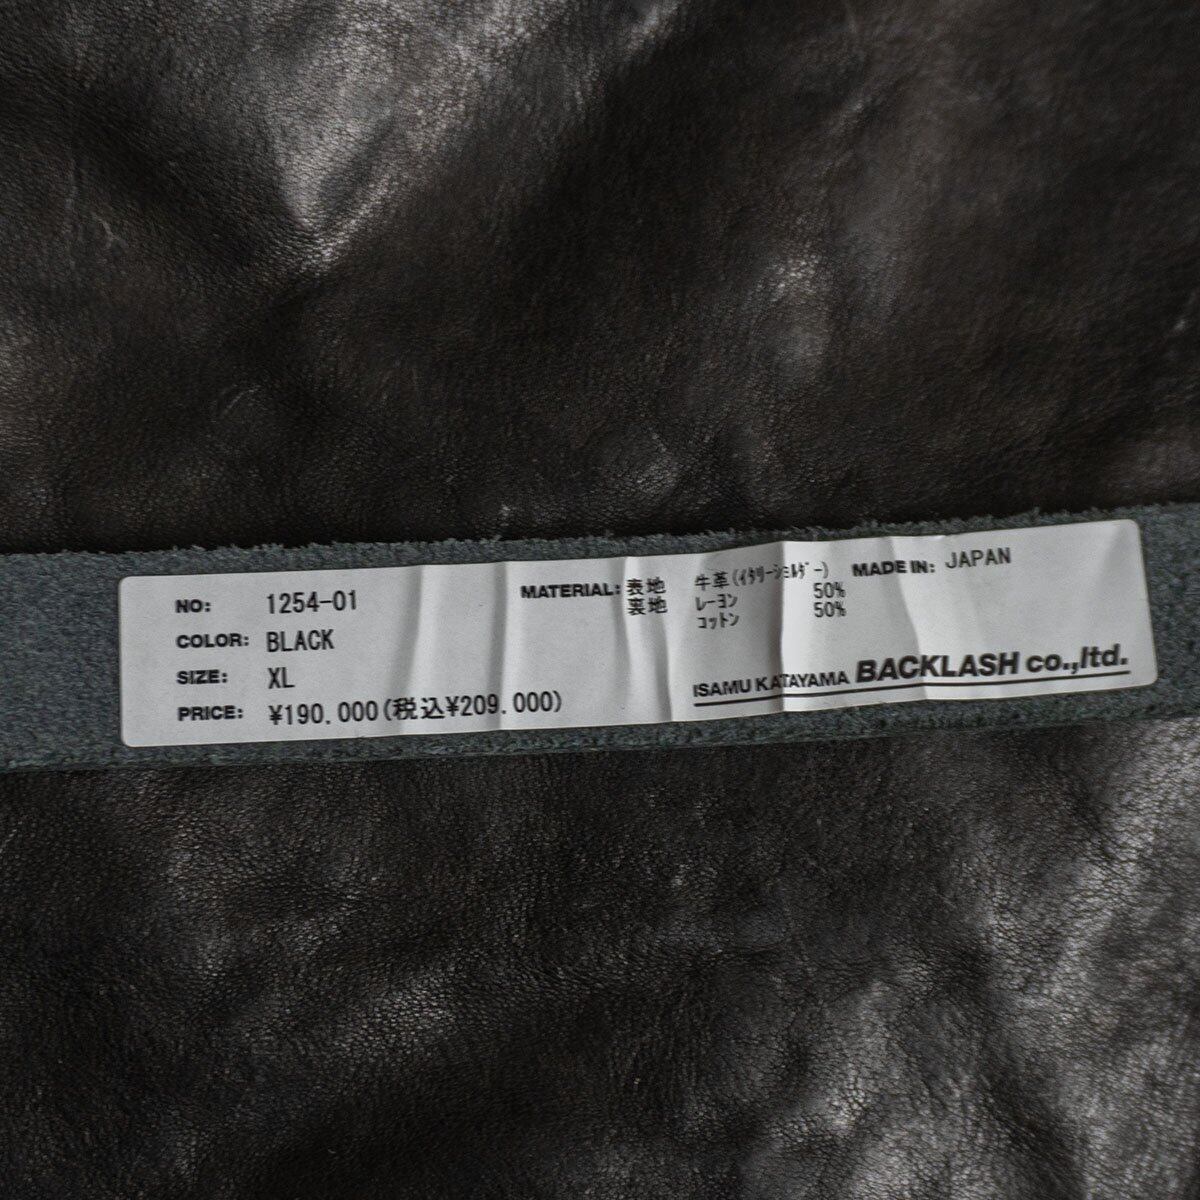 NO: 1254-01
COLOR: BLACK
SIZE: XL
PRICE: ¥190.000(税込¥209.000)
MATERIAL: 表地 牛革(ｲﾀﾘｰｼｮﾙﾀﾞｰ)
裏地 ﾚｰﾖﾝ 50%
ｺｯﾄﾝ 50%
MADE IN: JAPAN
ISAMU KATAYAMA BACKLASH co.,ltd.